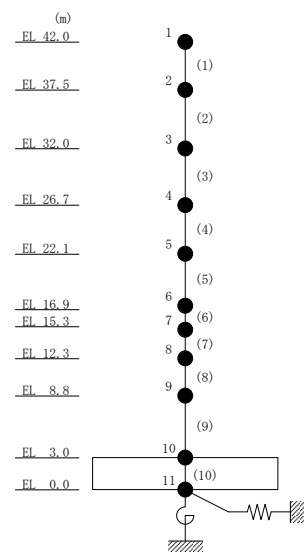 (m)
EL 42.0 1
(1)
EL 37.5 2
(2)
EL 32.0 3
(3)
EL 26.7 4
(4)
EL 22.1 5
(5)
EL 16.9 6
(6)
EL 15.3 7
(7)
EL 12.3 8
(8)
EL 8.8 9
(9)
EL 3.0 10
(10)
EL 0.0 11